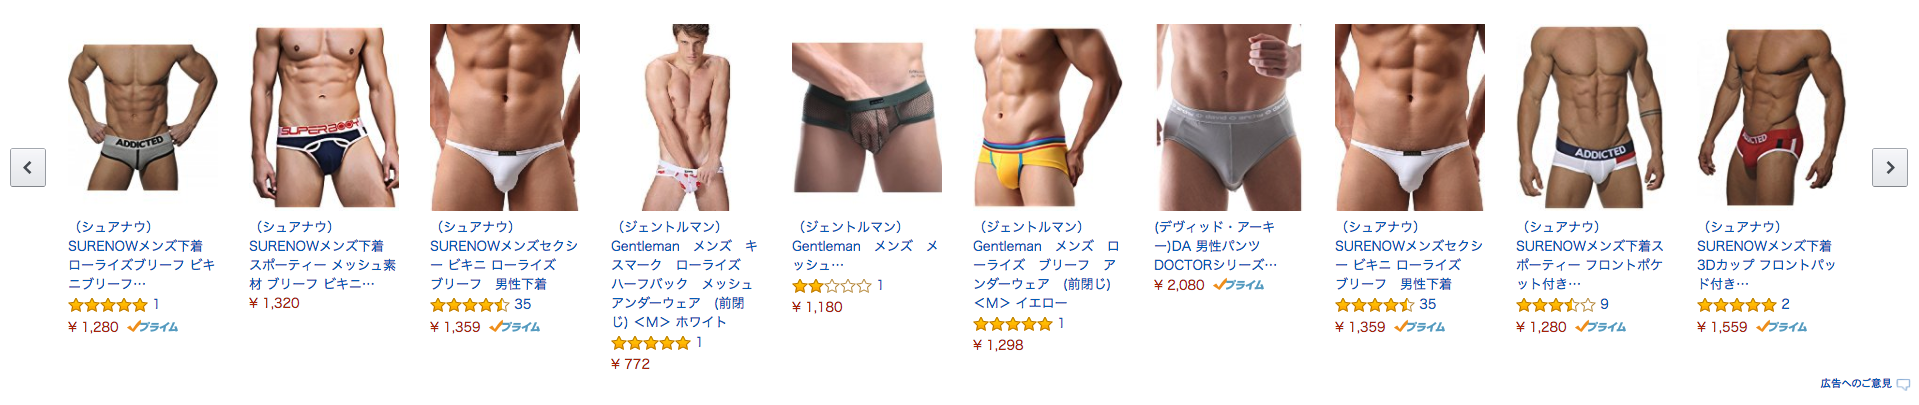 ADDICTED
（シュアナウ）
SURENOWメンズ下着
ローライズブリーフ ビキ
ニブリーフ…
1
¥ 1,280 プライム
SUPERBODY
（シュアナウ）
SURENOWメンズ下着
スポーティー メッシュ素
材 ブリーフ ビキニ…
¥ 1,320
（シュアナウ）
SURENOWメンズセクシ
ー ビキニ ローライズ
ブリーフ　男性下着
35
¥ 1,359 プライム
（ジェントルマン）
Gentleman　メンズ　キ
スマーク　ローライズ
ハーフバック　メッシュ
アンダーウェア　(前閉
じ) ＜M＞ ホワイト
1
¥ 772
（ジェントルマン）
Gentleman　メンズ　メ
ッシュ…
1
¥ 1,180
（ジェントルマン）
Gentleman　メンズ　ロ
ーライズ　ブリーフ　ア
ンダーウェア　(前閉じ)
＜M＞ イエロー
1
¥ 1,298
(デヴィッド・アーキ
ー)DA 男性パンツ
DOCTORシリーズ…
¥ 2,080 プライム
（シュアナウ）
SURENOWメンズセクシ
ー ビキニ ローライズ
ブリーフ　男性下着
35
¥ 1,359 プライム
ADDICTED
（シュアナウ）
SURENOWメンズ下着ス
ポーティー フロントポケ
ット付き…
9
¥ 1,280 プライム
ADDICTED
（シュアナウ）
SURENOWメンズ下着
3Dカップ フロントパッ
ド付き…
2
¥ 1,559 プライム
広告へのご意見